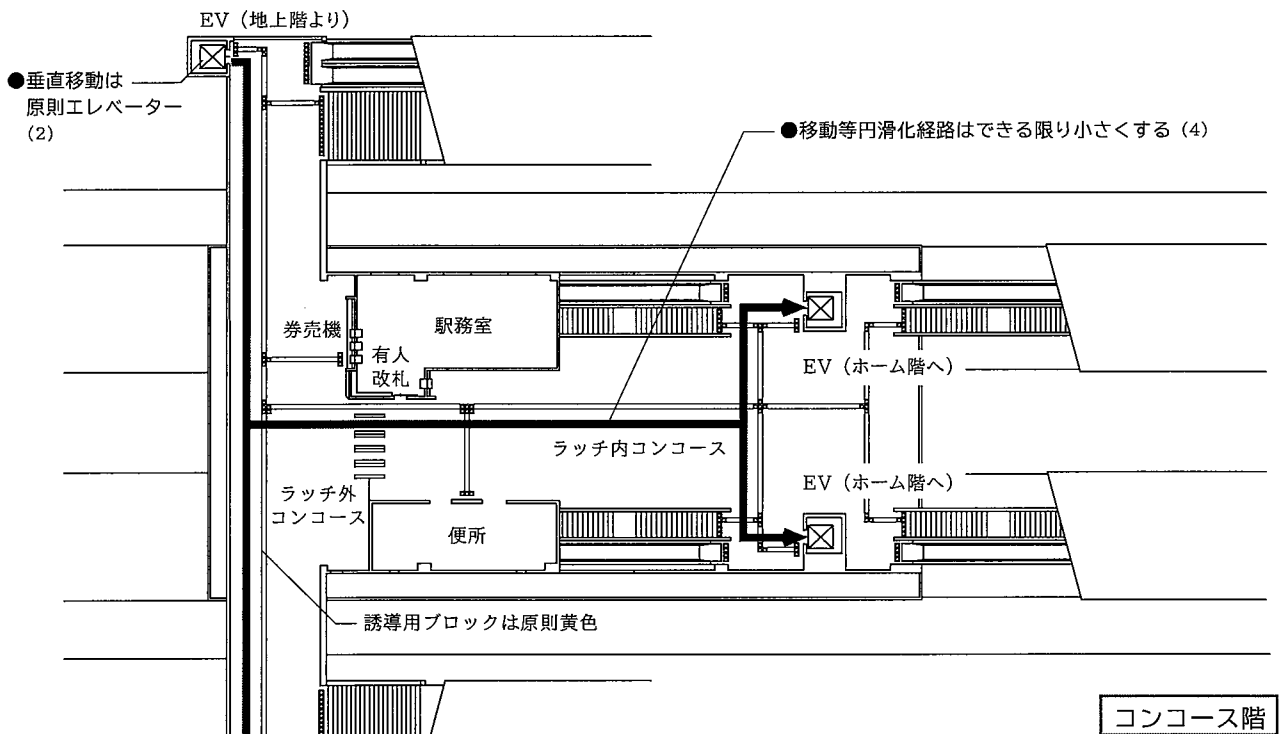 EV（地上階より）
●垂直移動は
原則エレベーター
(2)
●移動等円滑化経路はできる限り小さくする（4）
券売機
駅務室
有人
改札
EV（ホーム階へ）
ラッチ内コンコース
EV（ホーム階へ）
ラッチ外
コンコース
便所
誘導用ブロックは原則黄色
コンコース階